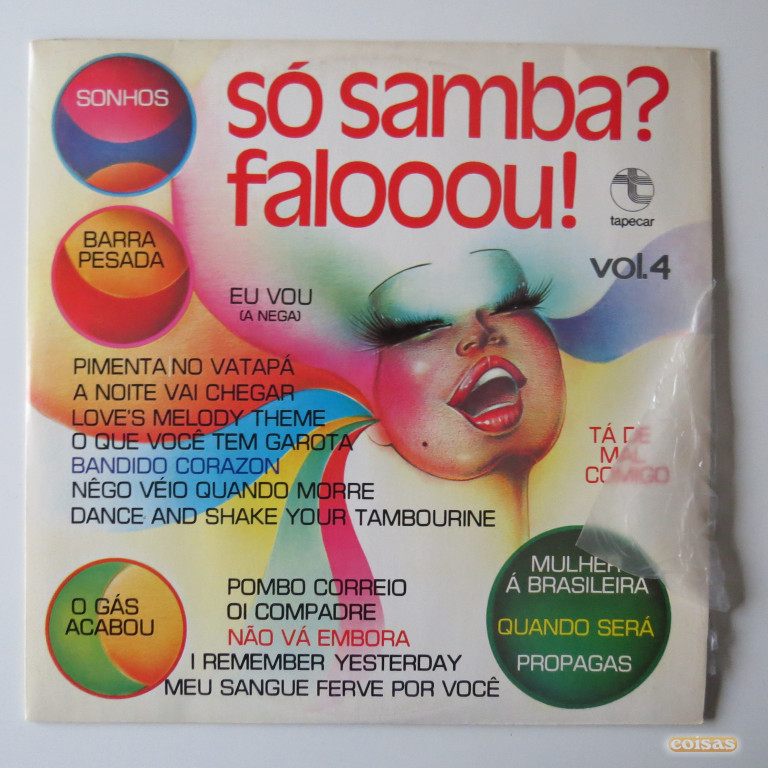 só samba?
falooou!
tapecar
vol.4
SONHOS
BARRA
PESADA
EU VOU
(A NEGA)
PIMENTA NO VATAPÁ
A NOITE VAI CHEGAR
LOVE'S MELODY THEME
O QUE VOCÊ TEM GAROTA
BANDIDO CORAZON
NÊGO VÉIO QUANDO MORRE
DANCE AND SHAKE YOUR TAMBOURINE
TÁ DE
MAL
COMIGO
O GÁS
ACABOU
POMBO CORREIO
OI COMPADRE
NÃO VÁ EMBORA
I REMEMBER YESTERDAY
MEU SANGUE FERVE POR VOCÊ
MULHER
Á BRASILEIRA
QUANDO SERÁ
PROPAGAS
coisas